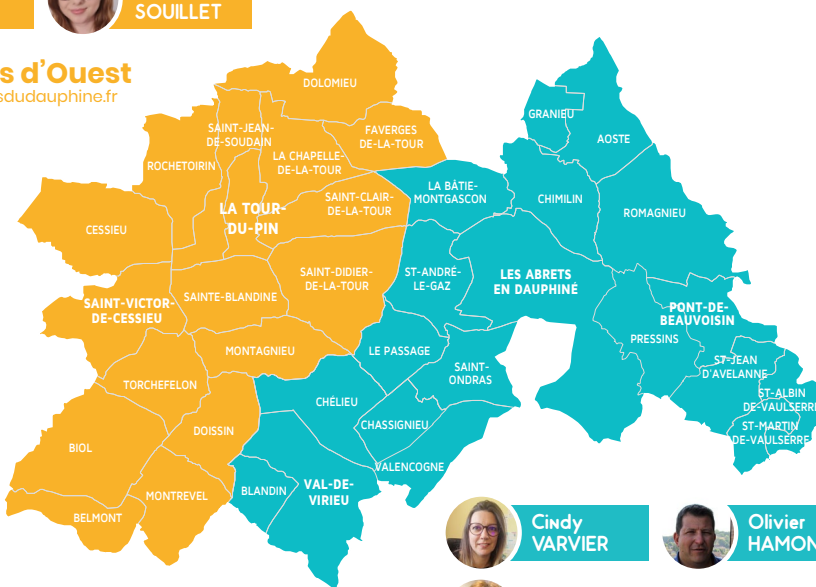 SOUILLET
s d'Ouest
sdudauphine.fr
DOLOMIEU
SAINT-JEAN-
DE-SOUDAIN
FAVERGES
DE-LA-TOUR
ROCHETOIRIN
LA CHAPELLE-
DE-LA-TOUR
GRANIEU
AOSTE
CESSIEU
LA TOUR-
DU-PIN
SAINT-CLAIR-
DE-LA-TOUR
LA BÂTIE-
MONTGASCON
CHIMILIN
ROMAGNIEU
SAINT-VICTOR-
DE-CESSIEU
SAINTE-BLANDINE
SAINT-DIDIER-
DE-LA-TOUR
ST-ANDRÉ-
LE-GAZ
LES ABRETS
EN DAUPHINÉ
PONT-DE-
BEAUVOISIN
PRESSINS
MONTAGNIEU
LE PASSAGE
SAINT-
ONDRAS
ST-JEAN
D'AVELANNE
TORCHEFELON
CHÉLIEU
ST-ALBIN
DE-VAULSERRE
BIOL
DOISSIN
CHASSIGNIEU
ST-MARTIN
DE-VAULSERRE
VALENCOGNE
MONTREVEL
BLANDIN
VAL-DE-
VIRIEU
BELMONT
Cindy
VARVIER
Olivier
HAMON